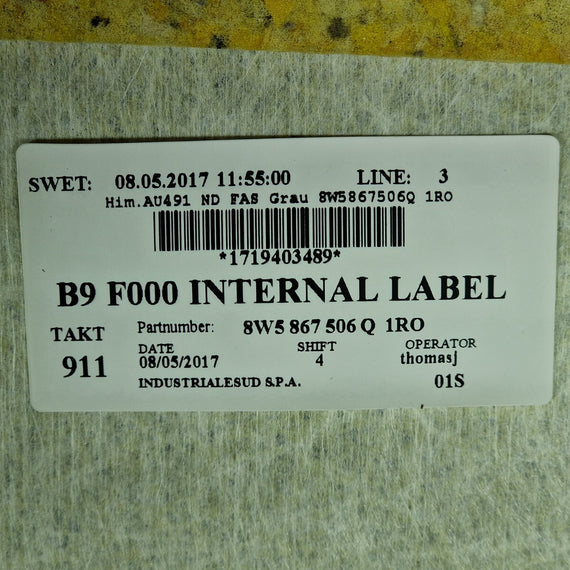 SWET: 08.05.2017 11:55:00 LINE: 3
Him.AU491 ND FAS Grau 8W5867506Q 1RO
*1719403489*
B9 F000 INTERNAL LABEL
TAKT Partnumber: 8W5 867 506 Q 1RO
911 DATE SHIFT OPERATOR
08/05/2017 4 thomasj
INDUSTRIALESUD S.P.A. 01S